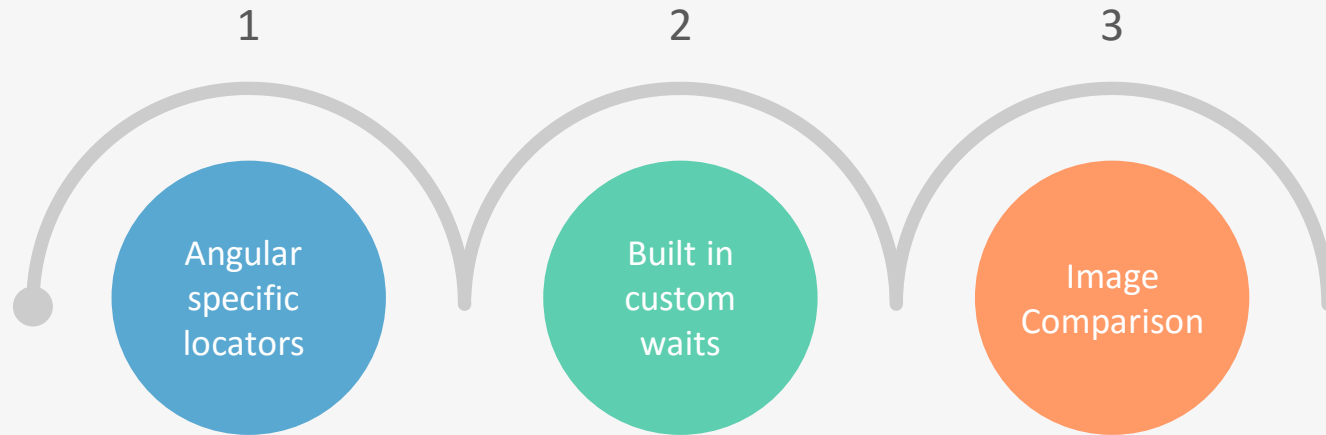 1
2
3
Angular
specific
locators
Built in
custom
waits
Image
Comparison